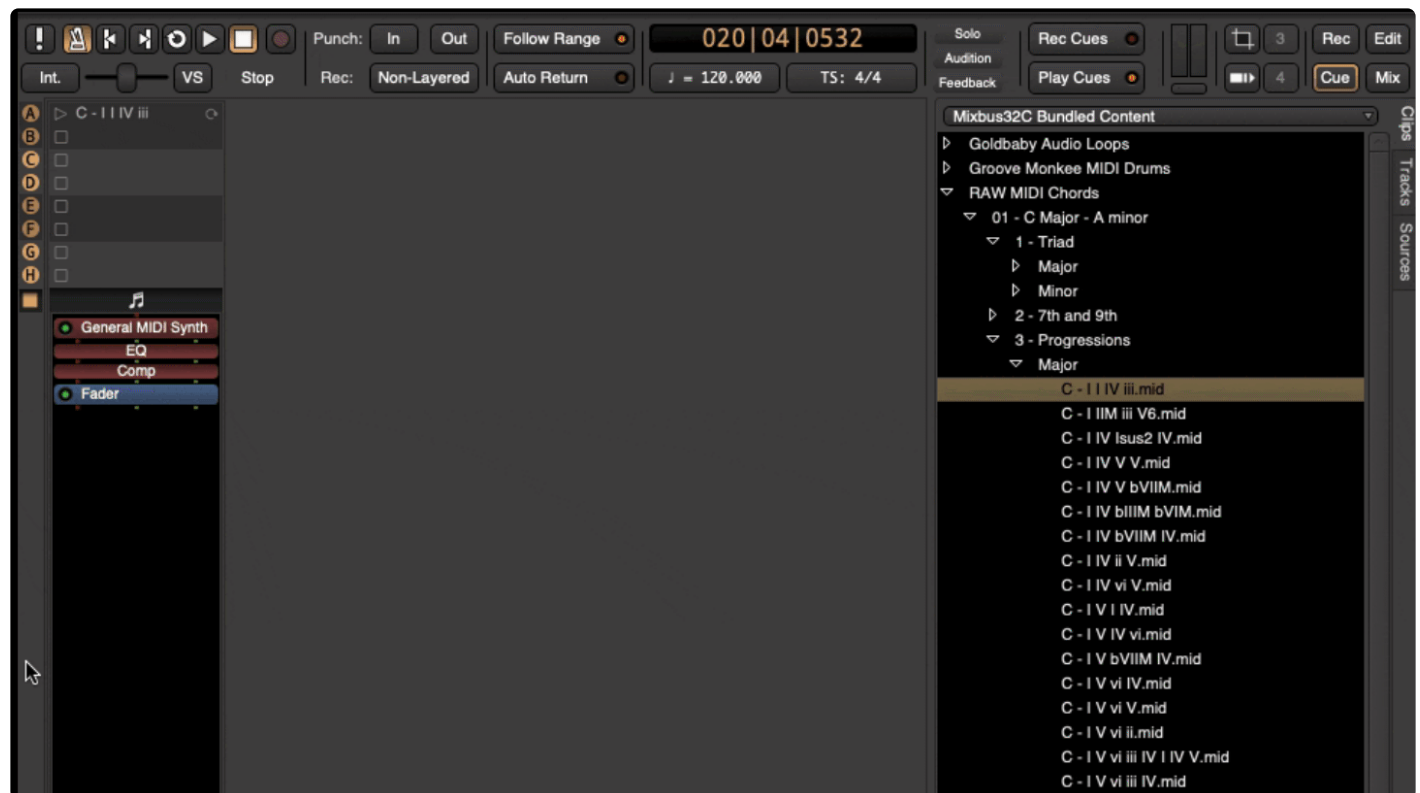 Punch: In Out Follow Range 020|04|0532 Solo Rec Cues 3 Rec Edit
Audition
Int. VS Stop Rec: Non-Layered Auto Return ♩ = 120.000 TS: 4/4 Feedback Play Cues 4 Cue Mix
A C - I I IV iii
B
C
D
E
F
G
H
General MIDI Synth
EQ
Comp
Fader
Mixbus32C Bundled Content
Goldbaby Audio Loops
Groove Monkee MIDI Drums
RAW MIDI Chords
01 - C Major - A minor
1 - Triad
Major
Minor
2 - 7th and 9th
3 - Progressions
Major
C - I I IV iii.mid
C - I IIM iii V6.mid
C - I IV Isus2 IV.mid
C - I IV V V.mid
C - I IV V bVIIM.mid
C - I IV bIIIM bVIM.mid
C - I IV bVIIM IV.mid
C - I IV ii V.mid
C - I IV vi V.mid
C - I V I IV.mid
C - I V IV vi.mid
C - I V bVIIM IV.mid
C - I V vi IV.mid
C - I V vi V.mid
C - I V vi ii.mid
C - I V vi iii IV I IV V.mid
C - I V vi iii IV.mid
Clips
Tracks
Sources